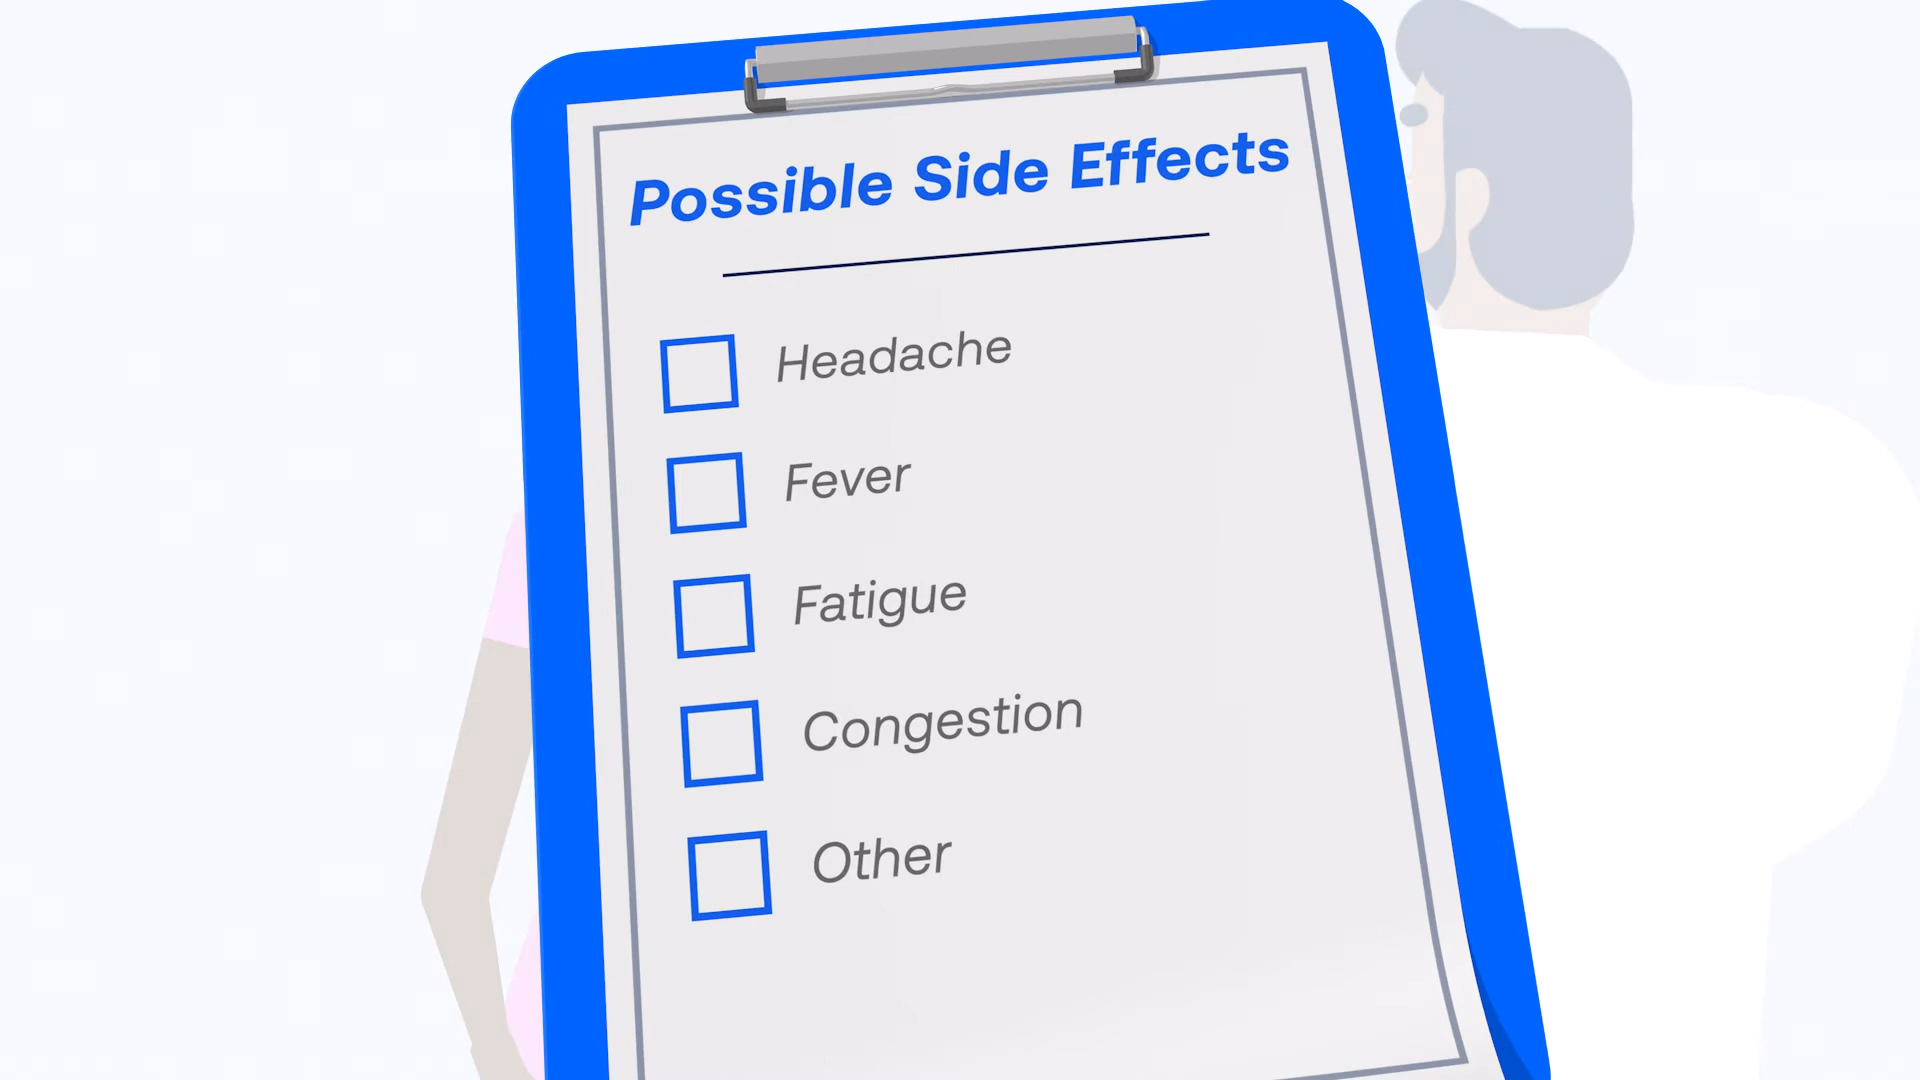 Possible Side Effects
Headache
Fever
Fatigue
Congestion
Other